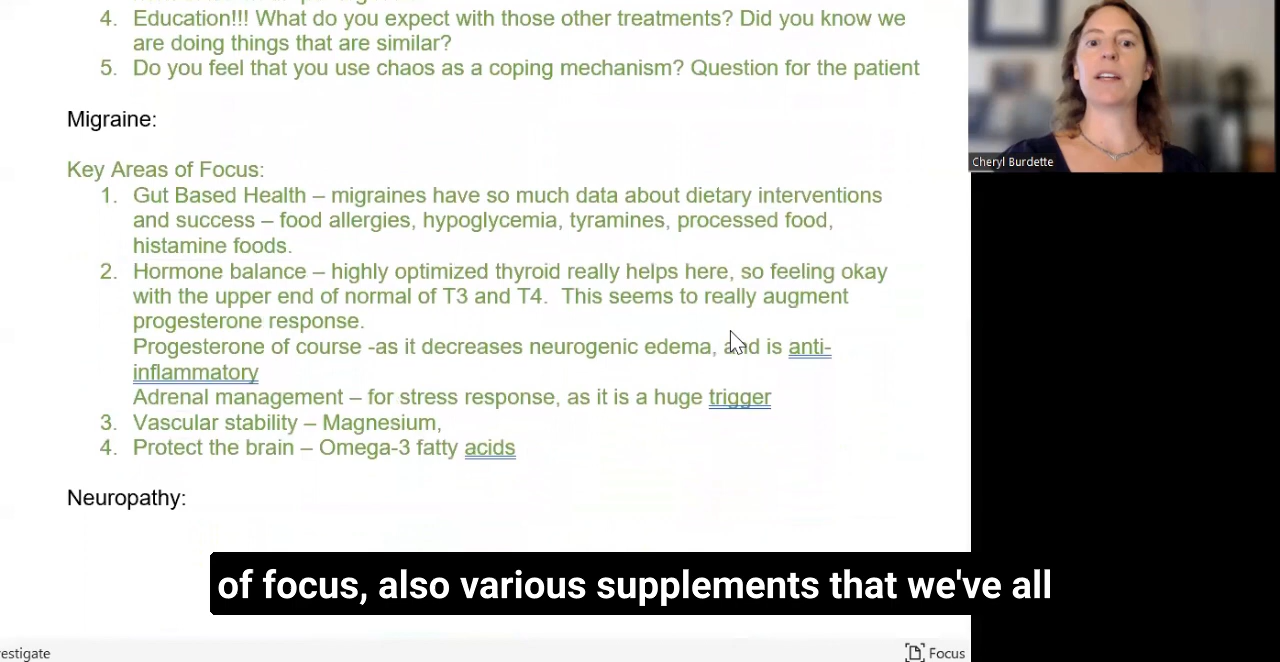 4. Education!!! What do you expect with those other treatments? Did you know we
are doing things that are similar?
5. Do you feel that you use chaos as a coping mechanism? Question for the patient
Migraine:
Key Areas of Focus:
1. Gut Based Health – migraines have so much data about dietary interventions
and success – food allergies, hypoglycemia, tyramines, processed food,
histamine foods.
2. Hormone balance – highly optimized thyroid really helps here, so feeling okay
with the upper end of normal of T3 and T4.  This seems to really augment
progesterone response.
Progesterone of course -as it decreases neurogenic edema, and is anti-
inflammatory
Adrenal management – for stress response, as it is a huge trigger
3. Vascular stability – Magnesium,
4. Protect the brain – Omega-3 fatty acids
Neuropathy:
Cheryl Burdette
of focus, also various supplements that we've all
estigate
Focus